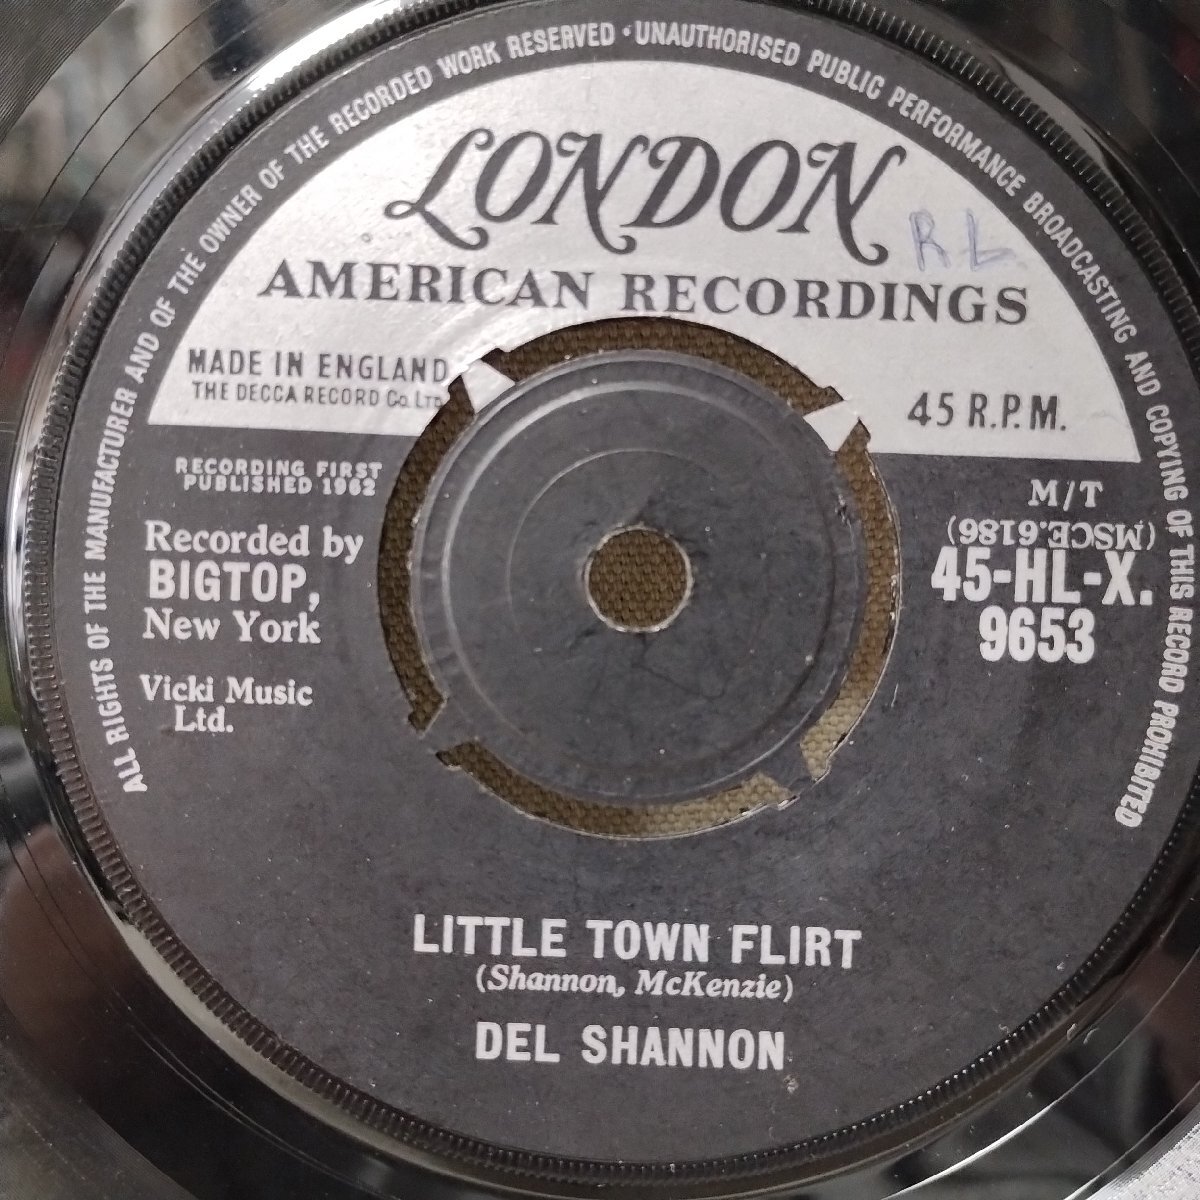 ALL RIGHTS OF THE MANUFACTURER AND OF THE OWNER OF THE RECORDED WORK RESERVED • UNAUTHORISED PUBLIC PERFORMANCE BROADCASTING AND COPYING OF THIS RECORD PROHIBITED
LONDON
RL
AMERICAN RECORDINGS
MADE IN ENGLAND
THE DECCA RECORD Co. LTD.
45 R.P.M.
RECORDING FIRST
PUBLISHED 1962
Recorded by
BIGTOP,
New York
Vicki Music
Ltd.
M/T
(MSCE.6186)
45-HL-X.
9653
LITTLE TOWN FLIRT
(Shannon, McKenzie)
DEL SHANNON